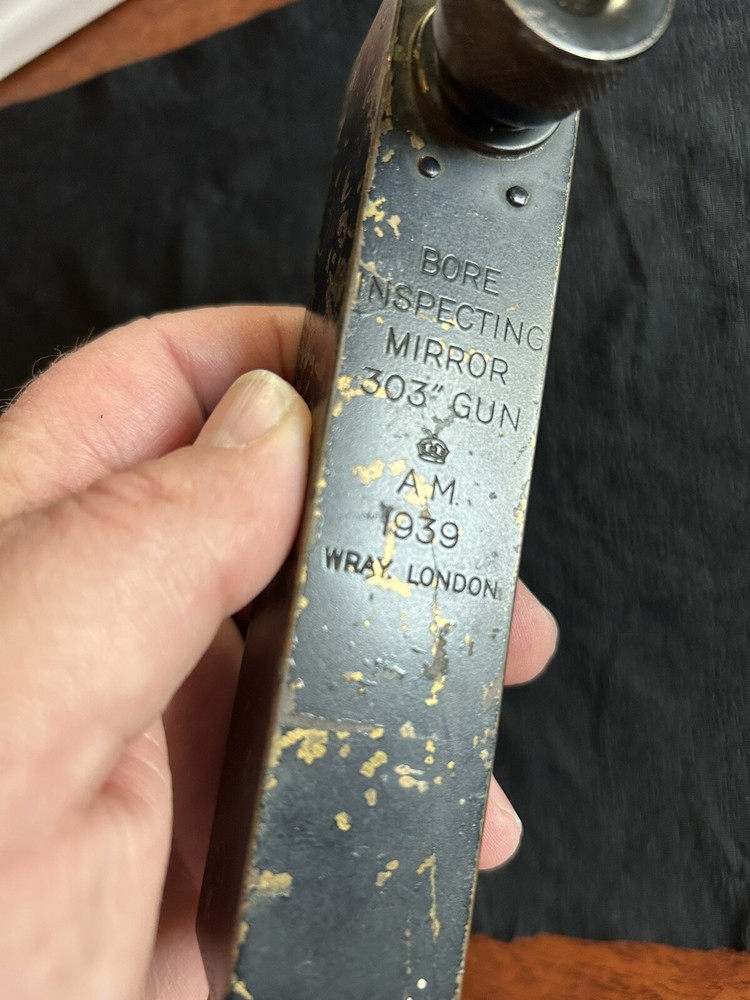 BORE
INSPECTING
MIRROR
.303" GUN
A.M.
1939
WRAY. LONDON.